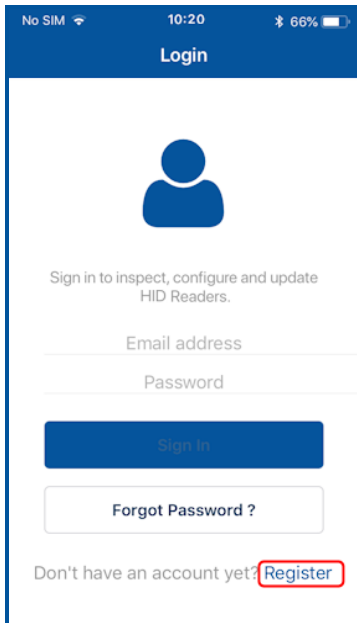 No SIM 10:20 66%
Login
Sign in to inspect, configure and update
HID Readers.
Email address
Password
Sign In
Forgot Password ?
Don't have an account yet? Register